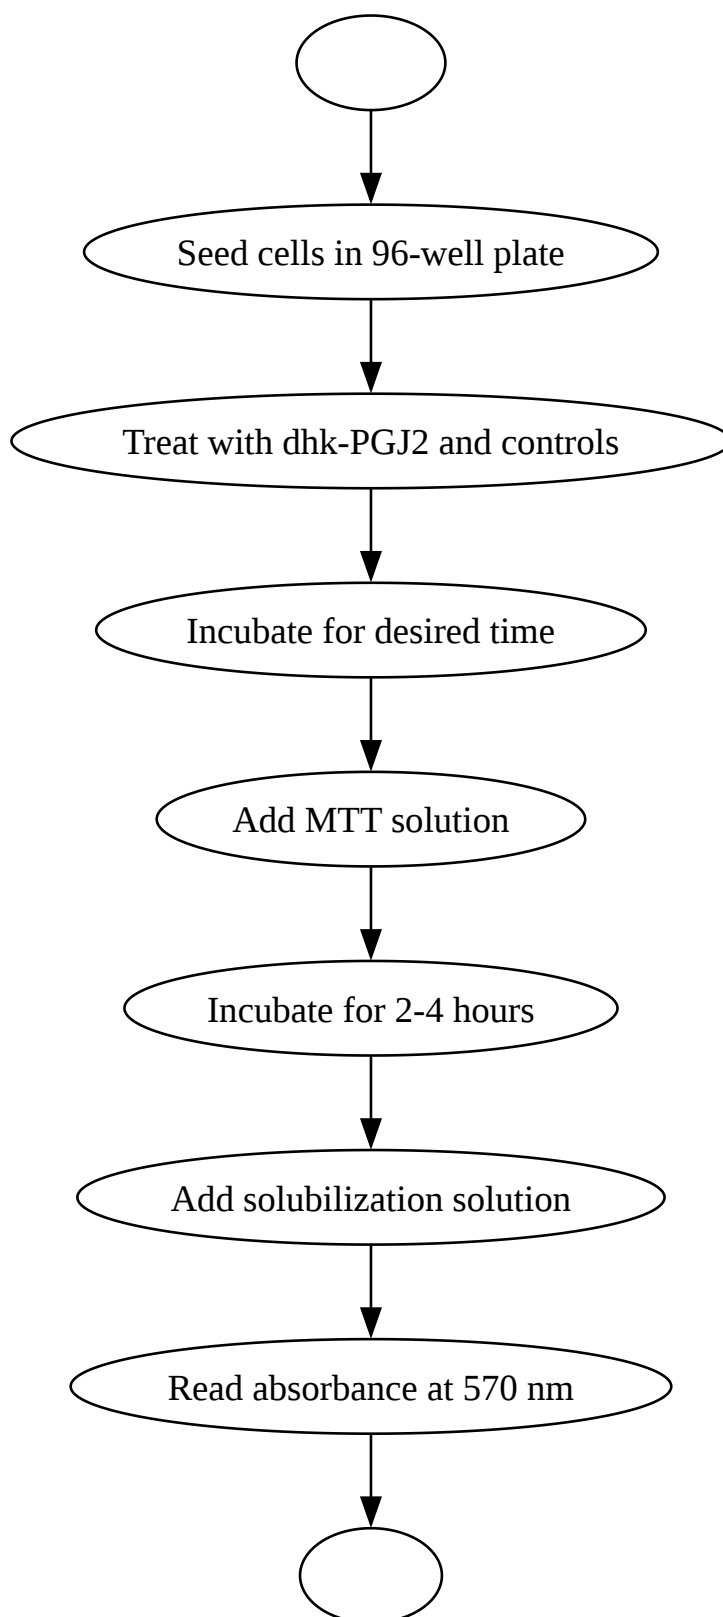 Seed cells in 96-well plate
Treat with dhk-PGJ2 and controls
Incubate for desired time
Add MTT solution
Incubate for 2-4 hours
Add solubilization solution
Read absorbance at 570 nm